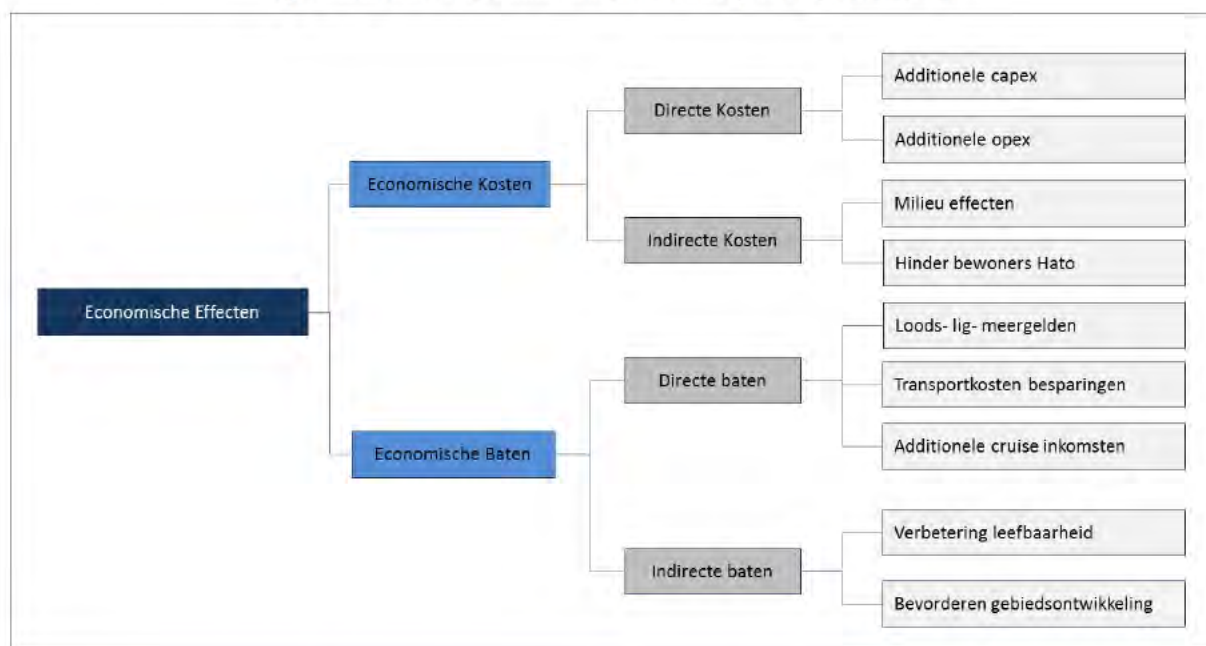 Economische Effecten
Economische Kosten
Directe Kosten
Additionele capex
Additionele opex
Indirecte Kosten
Milieu effecten
Hinder bewoners Hato
Economische Baten
Directe baten
Loods- lig- meergelden
Transportkosten besparingen
Additionele cruise inkomsten
Indirecte baten
Verbetering leefbaarheid
Bevorderen gebiedsontwikkeling